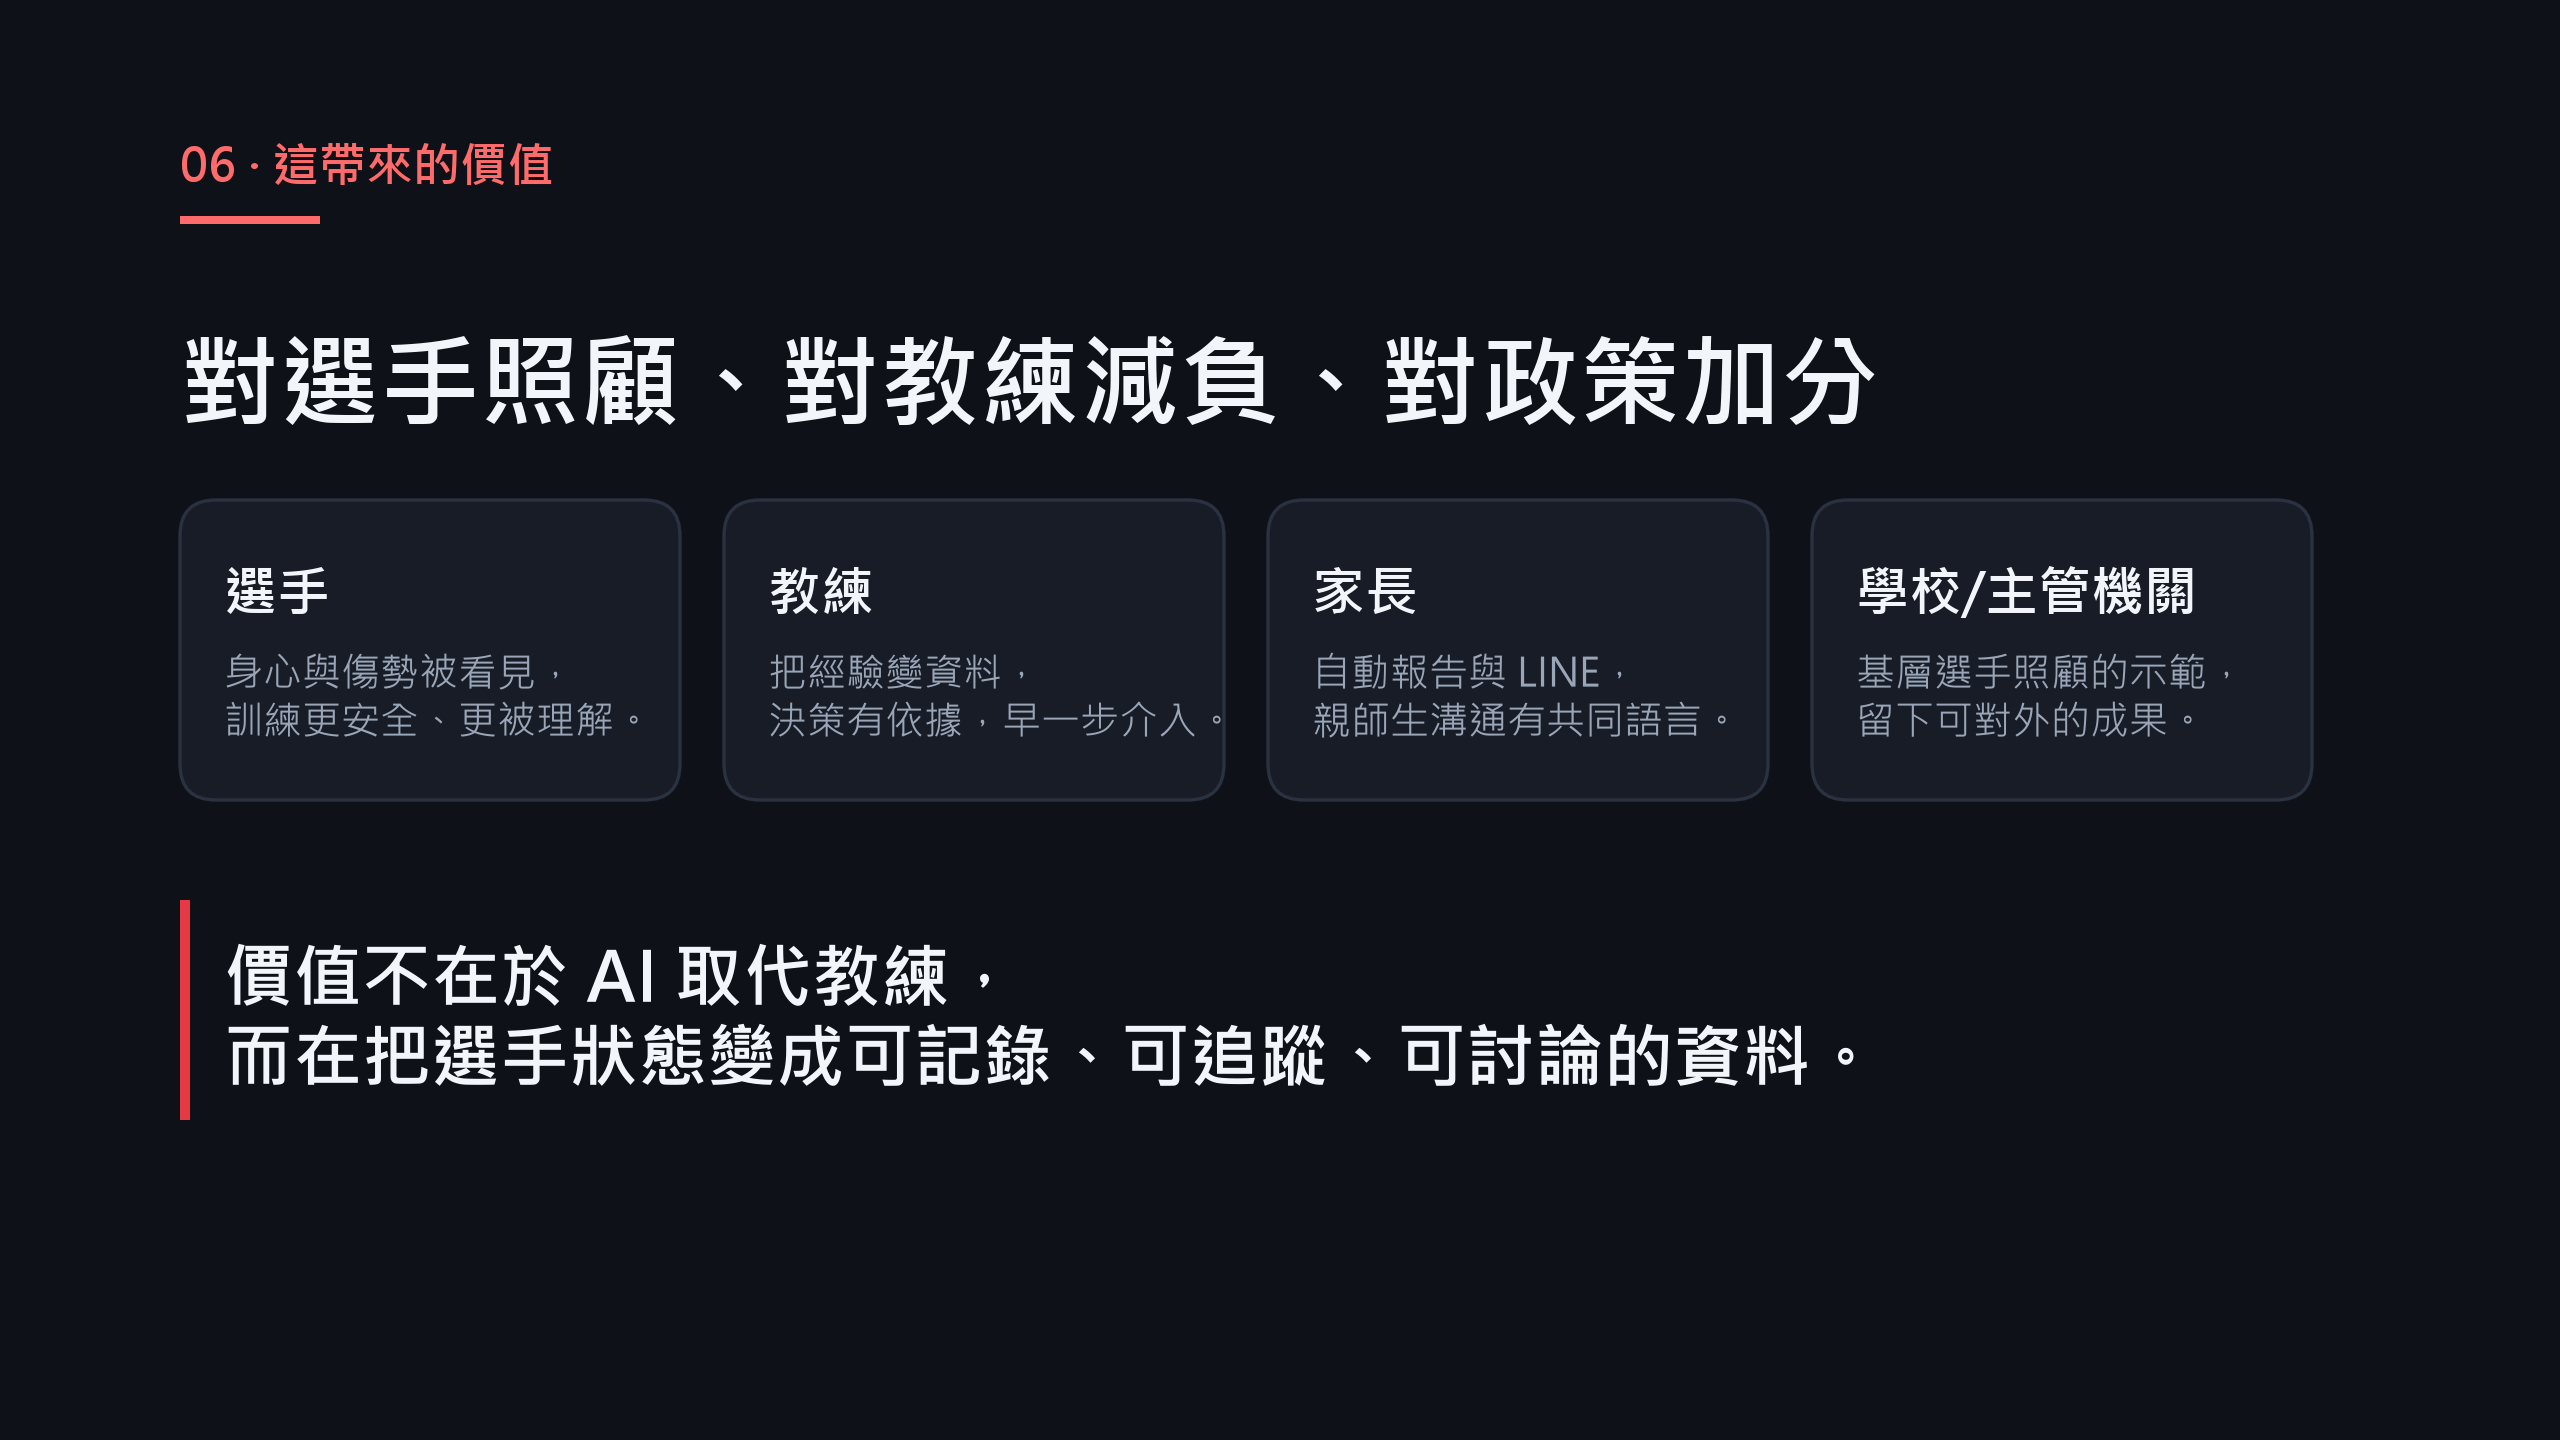 06 · 這帶來的價值
對選手照顧、對教練減負、對政策加分
選手
身心與傷勢被看見，
訓練更安全、更被理解。
教練
把經驗變資料，
決策有依據，早一步介入。
家長
自動報告與 LINE，
親師生溝通有共同語言。
學校/主管機關
基層選手照顧的示範，
留下可對外的成果。
價值不在於 AI 取代教練，
而在把選手狀態變成可記錄、可追蹤、可討論的資料。